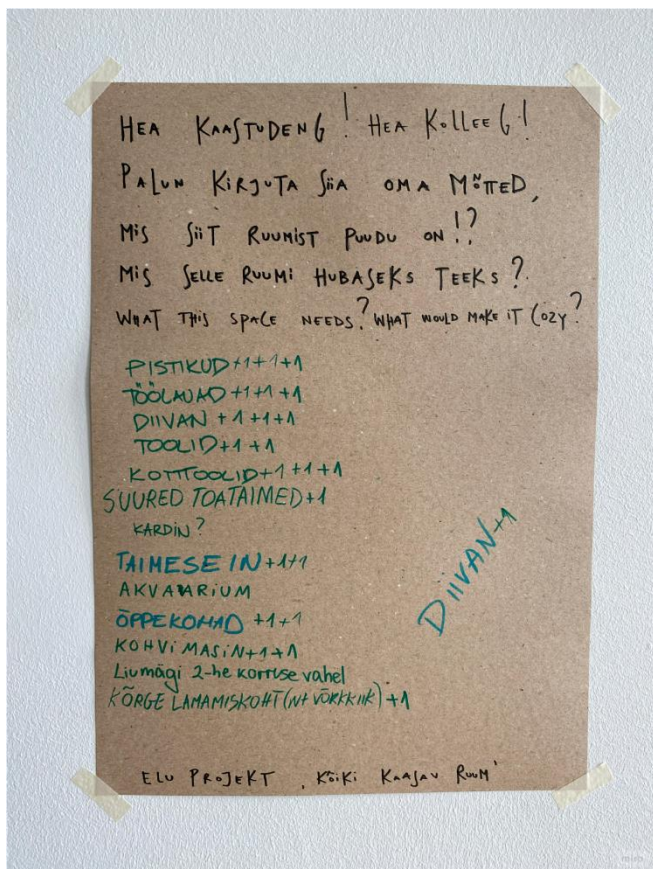 HEA KAASTUDENG! HEA KOLLEEG!
PALUN KIRJUTA SIIA OMA MÕTTED,
MIS SIIT RUUMIST PUUDU ON!?
MIS SELLE RUUMI HUBASEKS TEEKS?
WHAT THIS SPACE NEEDS? WHAT WOULD MAKE IT COZY?
PISTIKUD+1+1+1
TÖÖLAUAD+1+1+1
DIIVAN +1+1+1
TOOLID+1+1
KOTTTOOLID+1+1+1
SUURED TOATAIMED+1
KARDIN?
TAIMESEIN+1+1
AKVAARIUM
ÕPPEKOHAD +1+1
KOHVIMASIN+1+1
Liumägi 2-he korruse vahel
KÕRGE LAMAMISKOHT (nt VÕRKKIIK) +1
DIIVAN+1
ELU PROJEKT, KÕIKI KAASAV RUUM'
miro